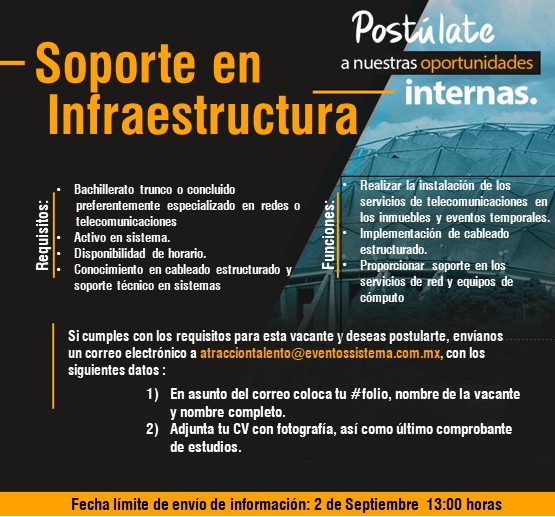 Postúlate
a nuestras oportunidades
internas.
Soporte en
Infraestructura
Requisitos:
• Bachillerato trunco o concluido
preferentemente especializado en redes o
telecomunicaciones
• Activo en sistema.
• Disponibilidad de horario.
• Conocimiento en cableado estructurado y
soporte técnico en sistemas
Funciones:
• Realizar la instalación de los
servicios de telecomunicaciones en
los inmuebles y eventos temporales.
• Implementación de cableado
estructurado.
• Proporcionar soporte en los
servicios de red y equipos de
cómputo
Si cumples con los requisitos para esta vacante y deseas postularte, envíanos
un correo electrónico a atracciontalento@eventossistema.com.mx, con los
siguientes datos :
1) En asunto del correo coloca tu #folio, nombre de la vacante
y nombre completo.
2) Adjunta tu CV con fotografía, así como último comprobante
de estudios.
Fecha límite de envío de información: 2 de Septiembre 13:00 horas